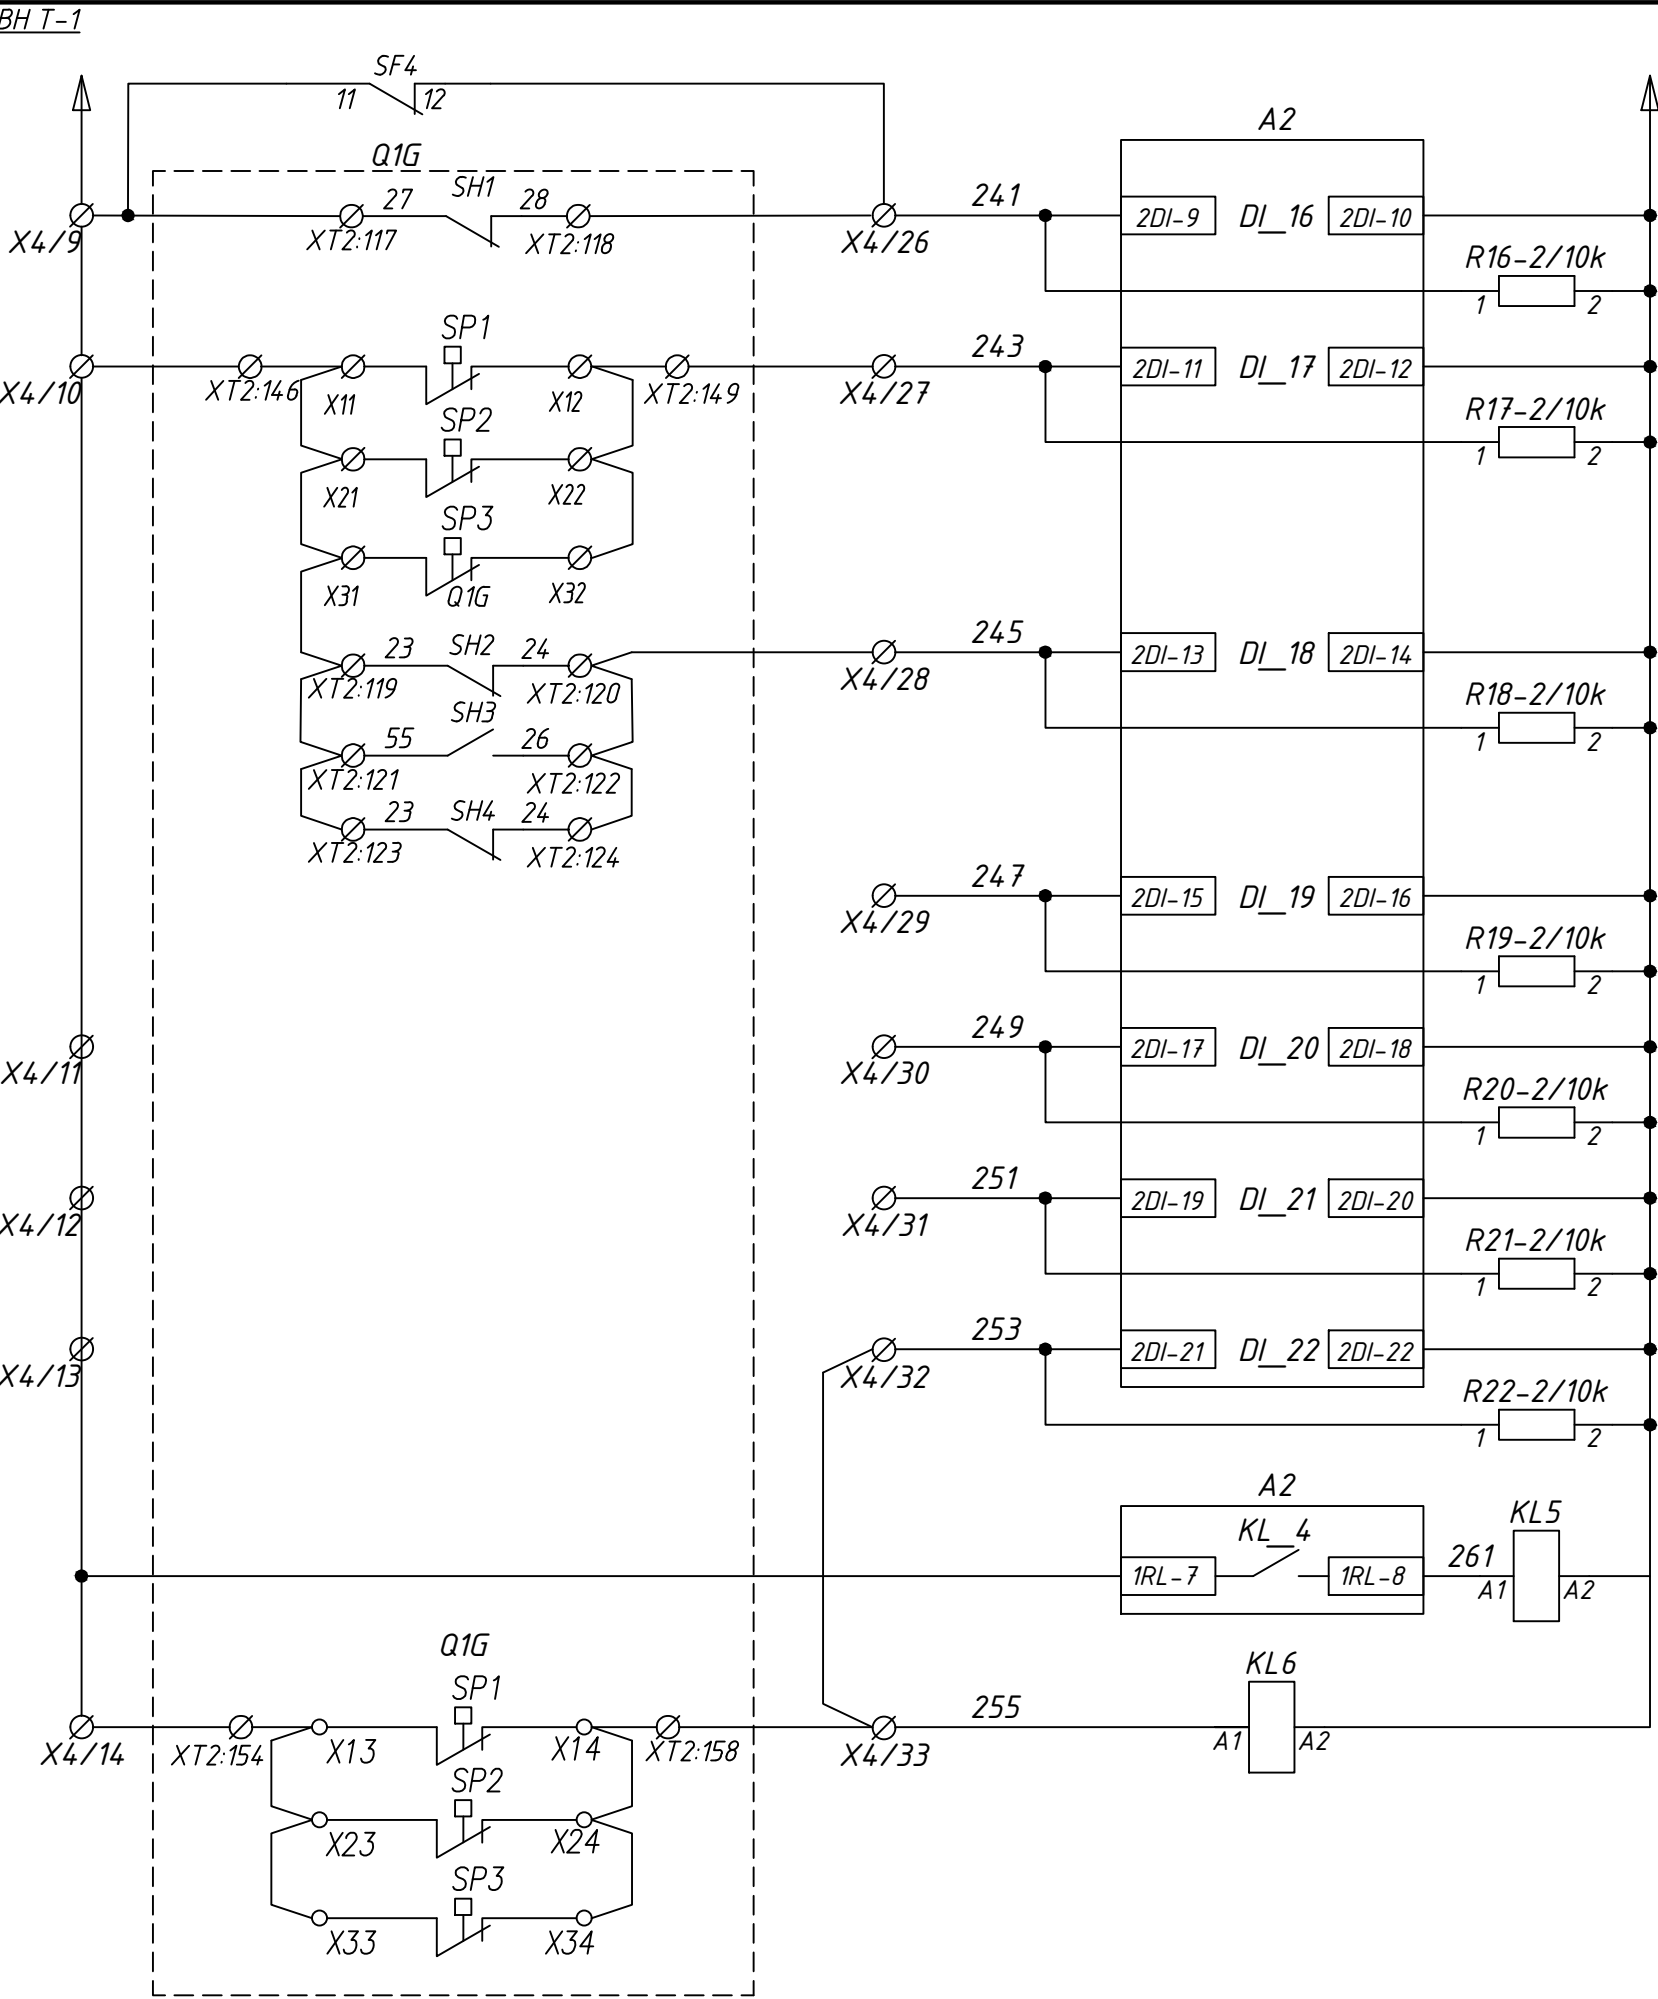 ВН Т-1
SF4
11 12
A2
Q1G
27 SH1 28
241
X4/9 XT2:117 XT2:118 X4/26
2DI-9 DI_16 2DI-10
R16-2/10k
1 2
SP1
243
X4/10 XT2:146 X11 X12 XT2:149 X4/27
2DI-11 DI_17 2DI-12
R17-2/10k
1 2
SP2
X21 X22
SP3
X31 Q1G X32
23 SH2 24
245
XT2:119 XT2:120 X4/28
2DI-13 DI_18 2DI-14
R18-2/10k
1 2
SH3
55 26
XT2:121 XT2:122
23 SH4 24
XT2:123 XT2:124
247
X4/29
2DI-15 DI_19 2DI-16
R19-2/10k
1 2
249
X4/11 X4/30
2DI-17 DI_20 2DI-18
R20-2/10k
1 2
251
X4/12 X4/31
2DI-19 DI_21 2DI-20
R21-2/10k
1 2
253
X4/13 X4/32
2DI-21 DI_22 2DI-22
R22-2/10k
1 2
A2
KL_4
KL5
1RL-7 1RL-8 261
A1 A2
Q1G
SP1
KL6
255
X4/14 XT2:154 X13 X14 XT2:158 X4/33
A1 A2
SP2
X23 X24
SP3
X33 X34